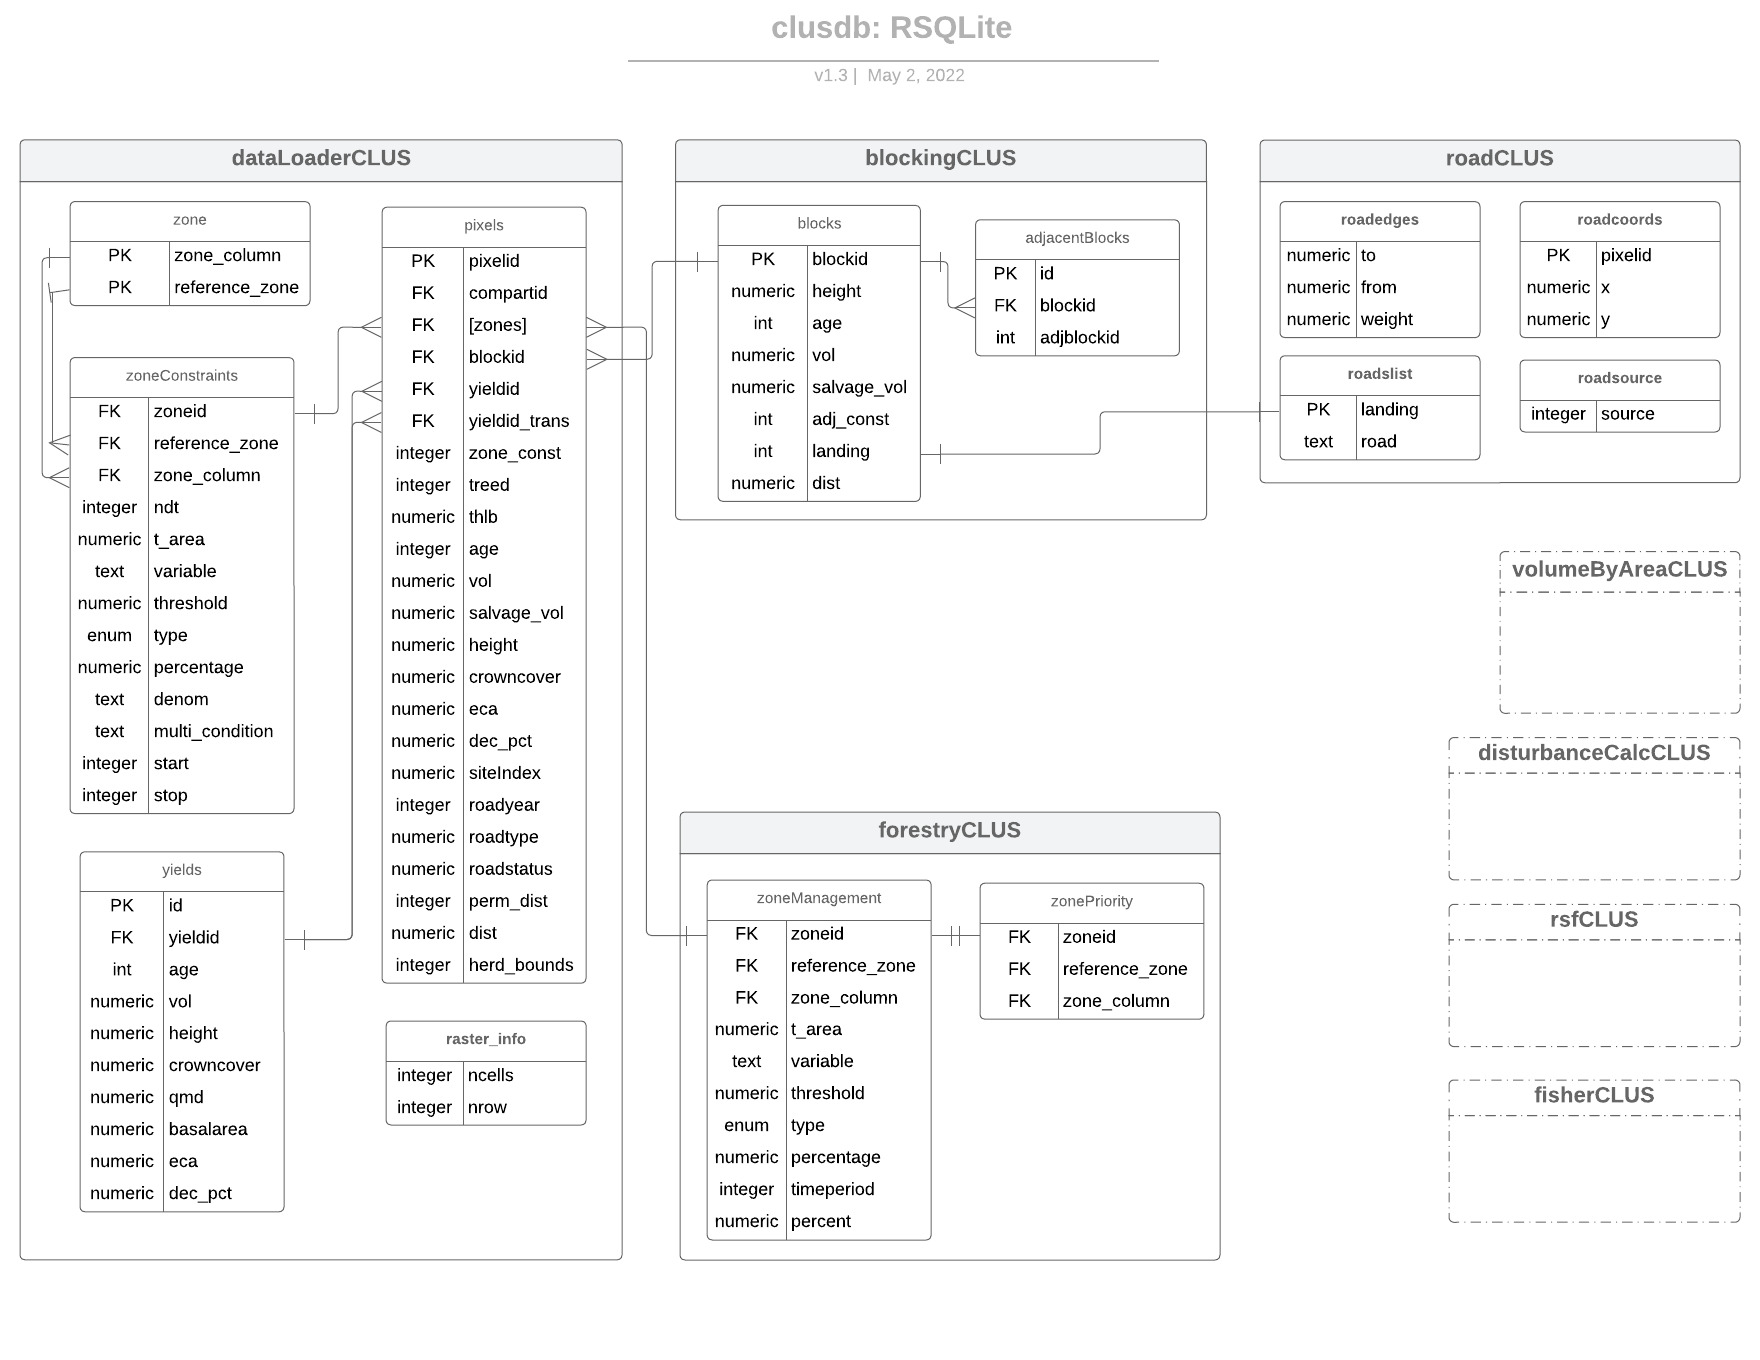 clusdb: RSQLite
v1.3 | May 2, 2022
dataLoaderCLUS
zone
PK zone_column
PK reference_zone
zoneConstraints
FK zoneid
FK reference_zone
FK zone_column
integer ndt
numeric t_area
text variable
numeric threshold
enum type
numeric percentage
text denom
text multi_condition
integer start
integer stop
yields
PK id
FK yieldid
int age
numeric vol
numeric height
numeric crowncover
numeric qmd
numeric basalarea
numeric eca
numeric dec_pct
pixels
PK pixelid
FK compartid
FK [zones]
FK blockid
FK yieldid
FK yieldid_trans
integer zone_const
integer treed
numeric thlb
integer age
numeric vol
numeric salvage_vol
numeric height
numeric crowncover
numeric eca
numeric dec_pct
numeric siteIndex
integer roadyear
numeric roadtype
numeric roadstatus
integer perm_dist
numeric dist
integer herd_bounds
raster_info
integer ncells
integer nrow
blockingCLUS
blocks
PK blockid
numeric height
int age
numeric vol
numeric salvage_vol
int adj_const
int landing
numeric dist
adjacentBlocks
PK id
FK blockid
int adjblockid
roadCLUS
roadedges
numeric to
numeric from
numeric weight
roadcoords
PK pixelid
numeric x
numeric y
roadslist
PK landing
text road
roadsource
integer source
forestryCLUS
zoneManagement
FK zoneid
FK reference_zone
FK zone_column
numeric t_area
text variable
numeric threshold
enum type
numeric percentage
integer timeperiod
numeric percent
zonePriority
FK zoneid
FK reference_zone
FK zone_column
volumeByAreaCLUS
disturbanceCalcCLUS
rsfCLUS
fisherCLUS